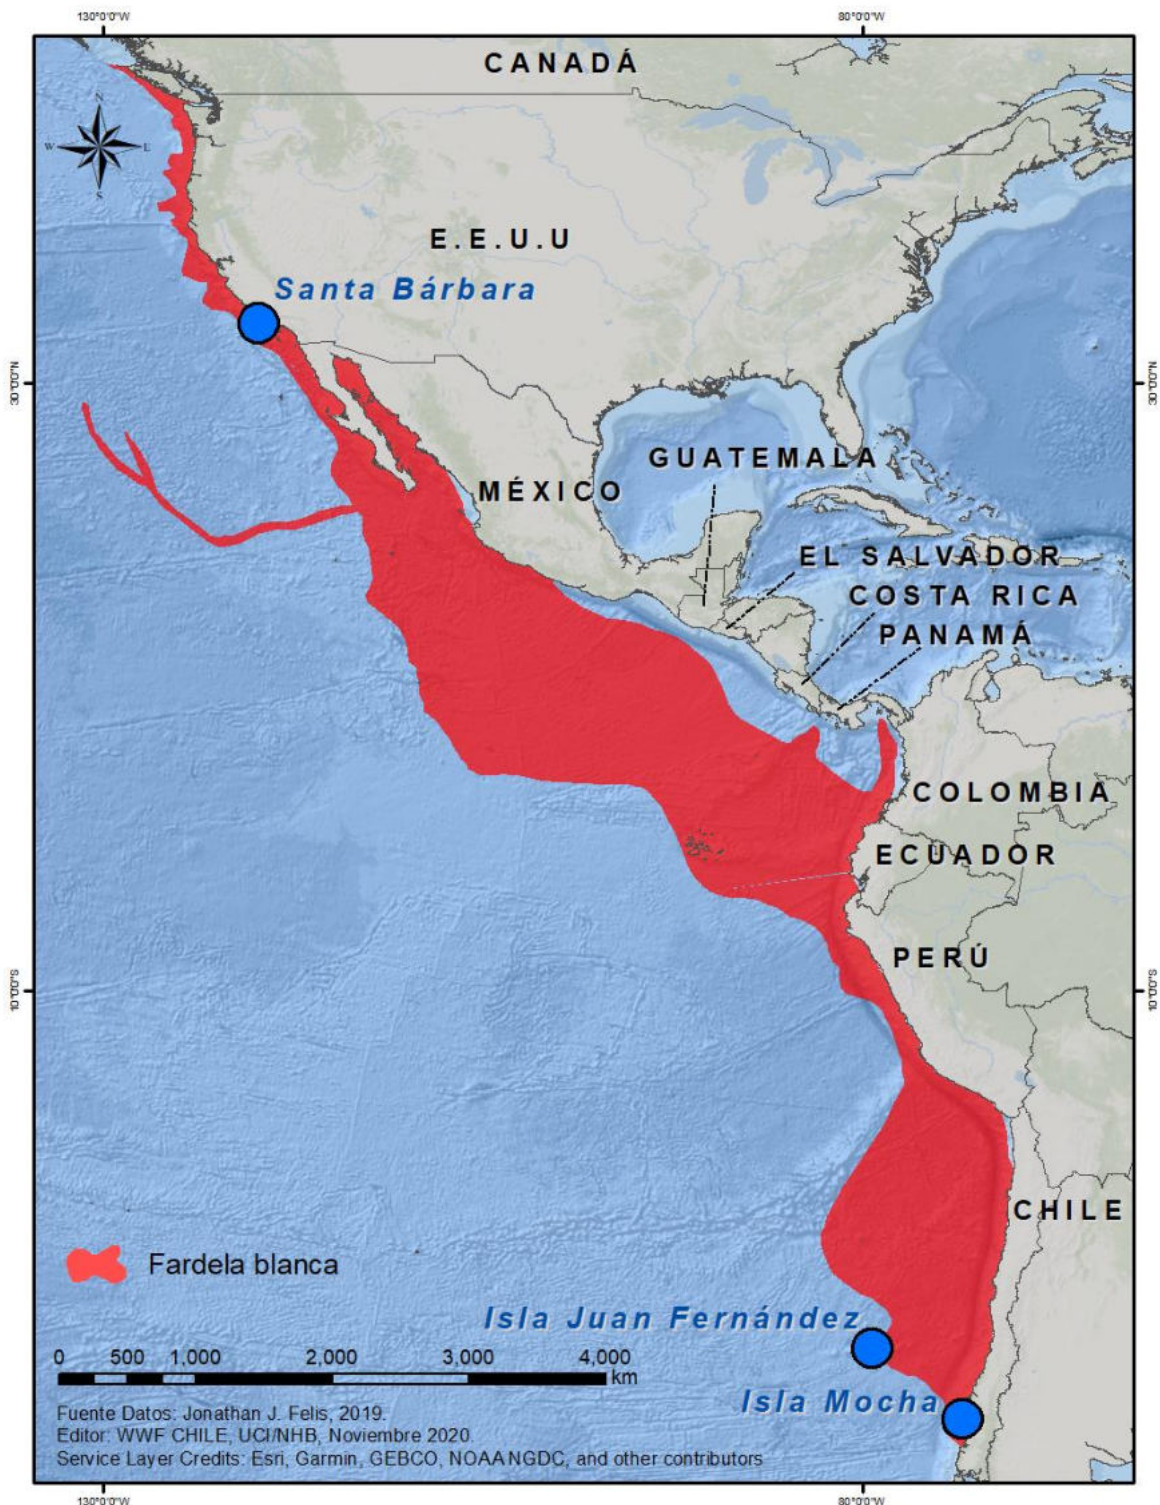 130°0'0"W
80°0'0"W
CANADÁ
N
W
E
S
E.E.U.U
Santa Bárbara
30°0'0"N
30°0'0"N
GUATEMALA
MÉXICO
EL SALVADOR
COSTA RICA
PANAMÁ
COLOMBIA
ECUADOR
PERÚ
10°0'0"S
10°0'0"S
CHILE
Fardela blanca
Isla Juan Fernández
0 500 1,000 2,000 3,000 4,000
km
Isla Mocha
Fuente Datos: Jonathan J. Felis, 2019.
Editor: WWF CHILE, UCI/NHB, Noviembre 2020.
Service Layer Credits: Esri, Garmin, GEBCO, NOAA NGDC, and other contributors
130°0'0"W
80°0'0"W